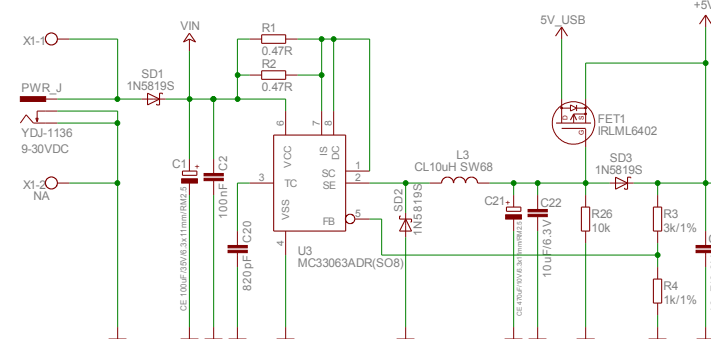 X1-1
PWR_J
YDJ-1136
9-30VDC
X1-2
NA
SD1
1N5819S
VIN
R1
0.47R
R2
0.47R
C1
+
CE 100uF/35V/6.3x11mm/RM2.5
C2
100nF
C20
820pF
6
7
8
VCC
IS
DC
3
TC
SC
1
SE
2
FB
5
VSS
4
U3
MC33063ADR(SO8)
SD2
1N5819S
L3
CL10uH SW68
C21
+
CE 470uF/10V/6.3x11mm/RM2.5
C22
10uF/6.3V
5V_USB
D
S
G
FET1
IRLML6402
SD3
1N5819S
R26
10k
R3
3k/1%
R4
1k/1%
+5V